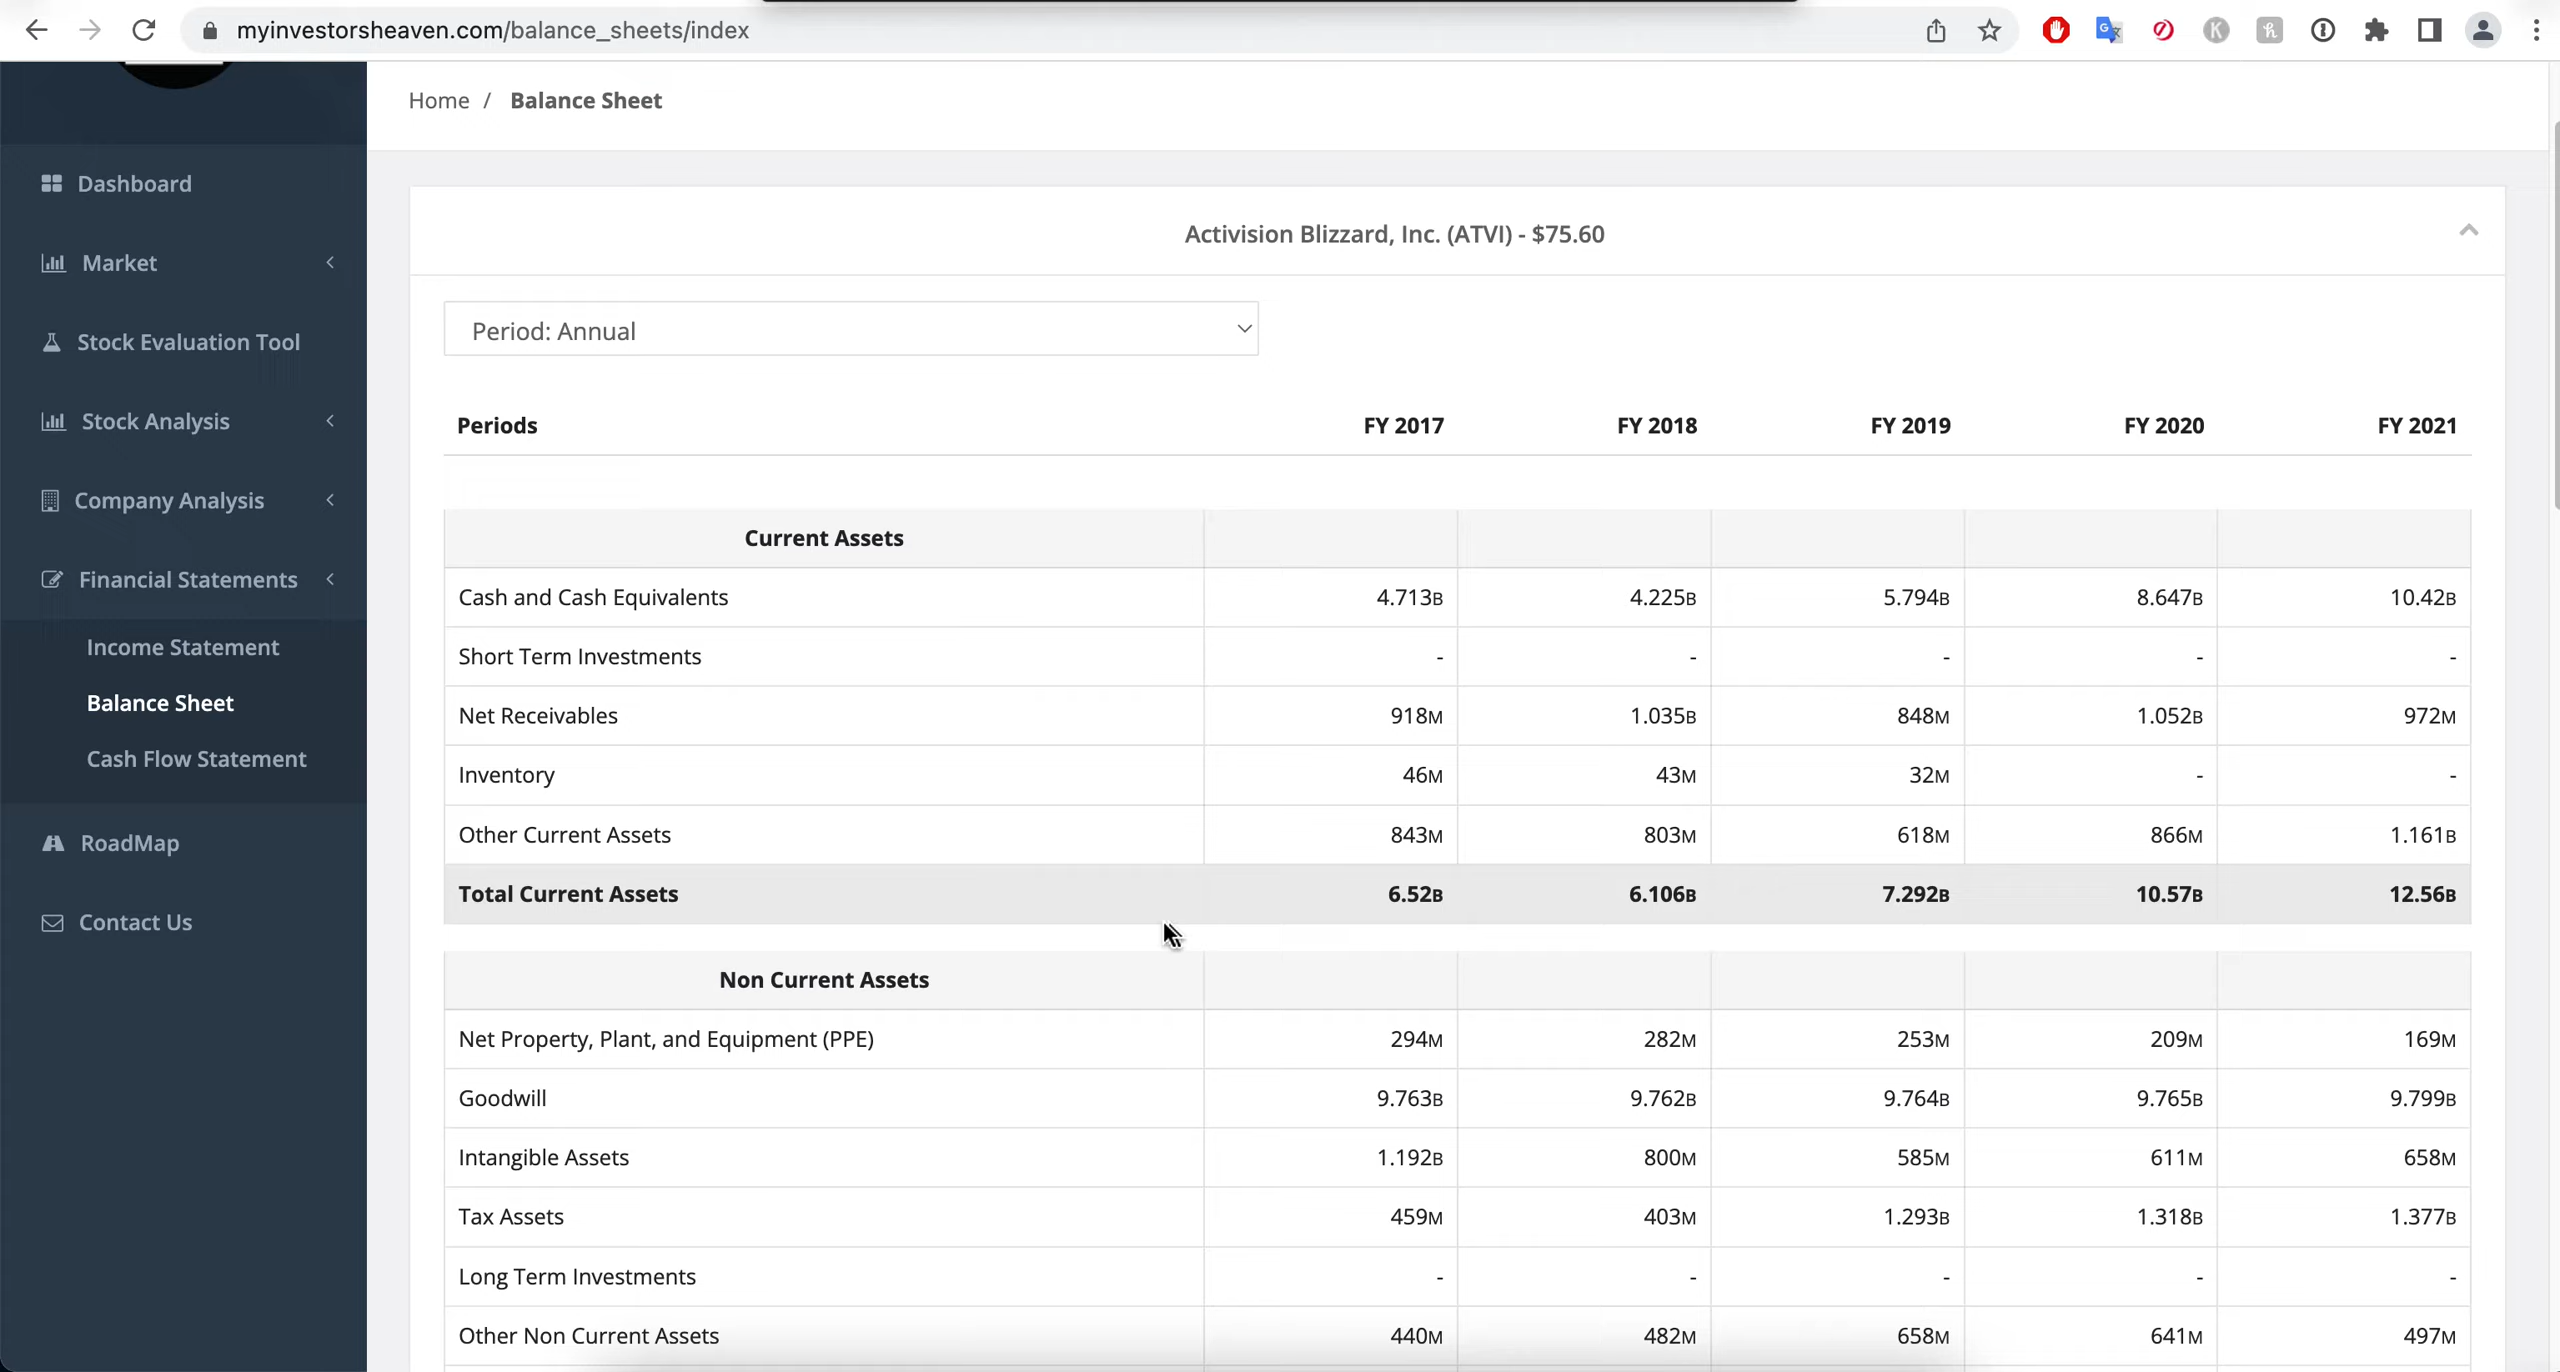 myinvestorsheaven.com/balance_sheets/index
Home / Balance Sheet
Dashboard
Market
Stock Evaluation Tool
Stock Analysis
Company Analysis
Financial Statements
Income Statement
Balance Sheet
Cash Flow Statement
RoadMap
Contact Us
Activision Blizzard, Inc. (ATVI) - $75.60
Period: Annual
Periods FY 2017 FY 2018 FY 2019 FY 2020 FY 2021
Current Assets
Cash and Cash Equivalents 4.713B 4.225B 5.794B 8.647B 10.42B
Short Term Investments - - - - -
Net Receivables 918M 1.035B 848M 1.052B 972M
Inventory 46M 43M 32M - -
Other Current Assets 843M 803M 618M 866M 1.161B
Total Current Assets 6.52B 6.106B 7.292B 10.57B 12.56B
Non Current Assets
Net Property, Plant, and Equipment (PPE) 294M 282M 253M 209M 169M
Goodwill 9.763B 9.762B 9.764B 9.765B 9.799B
Intangible Assets 1.192B 800M 585M 611M 658M
Tax Assets 459M 403M 1.293B 1.318B 1.377B
Long Term Investments - - - - -
Other Non Current Assets 440M 482M 658M 641M 497M